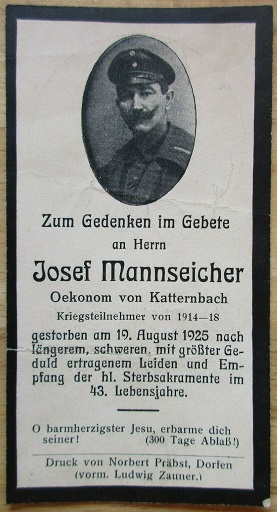 Zum Gedenken im Gebete
an Herrn
Josef Mannseicher
Oekonom von Katternbach
Kriegsteilnehmer von 1914—18
gestorben am 19. August 1925 nach
längerem, schweren, mit größter Ge-
duld ertragenem Leiden und Em-
pfang der hl. Sterbsakramente im
43. Lebensjahre.
O barmherzigster Jesu, erbarme dich
seiner! (300 Tage Ablaß!)
Druck von Norbert Präbst, Dorfen
(vorm. Ludwig Zauner.)